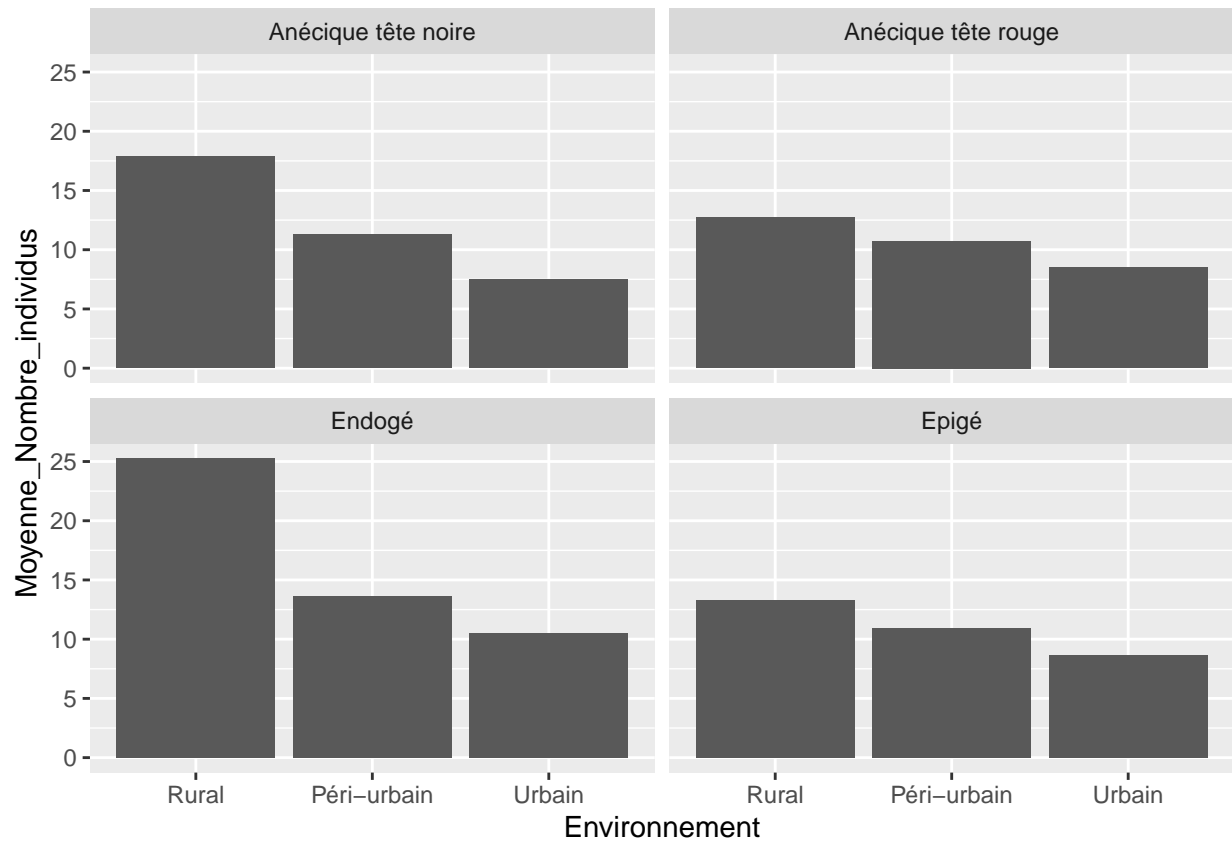 Anécique tête noire
Anécique tête rouge
25
20
15
10
5
0
Endogé
Epigé
25
20
15
10
5
0
Moyenne_Nombre_individus
Rural
Péri−urbain
Urbain
Rural
Péri−urbain
Urbain
Environnement